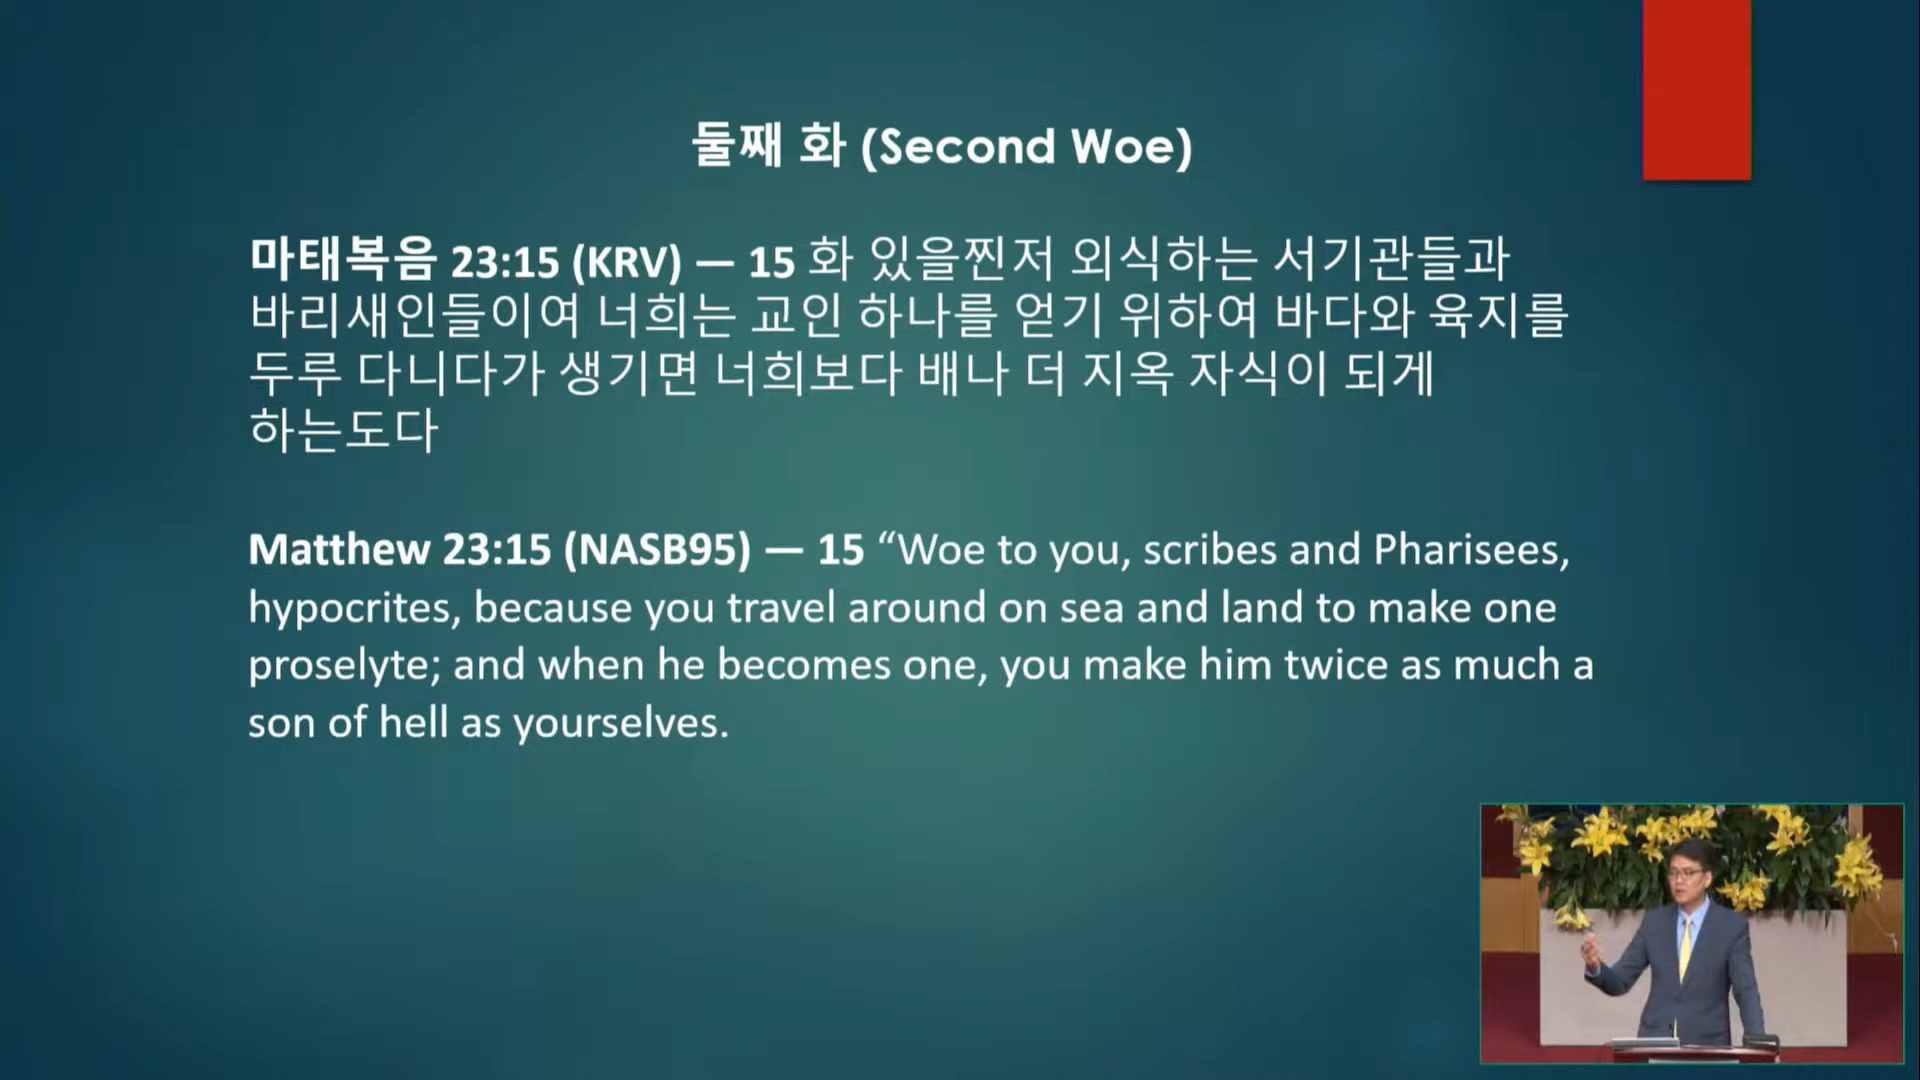 둘째 화 (Second Woe)
마태복음 23:15 (KRV) — 15 화 있을찐저 외식하는 서기관들과
바리새인들이여 너희는 교인 하나를 얻기 위하여 바다와 육지를
두루 다니다가 생기면 너희보다 배나 더 지옥 자식이 되게
하는도다
Matthew 23:15 (NASB95) — 15 “Woe to you, scribes and Pharisees,
hypocrites, because you travel around on sea and land to make one
proselyte; and when he becomes one, you make him twice as much a
son of hell as yourselves.